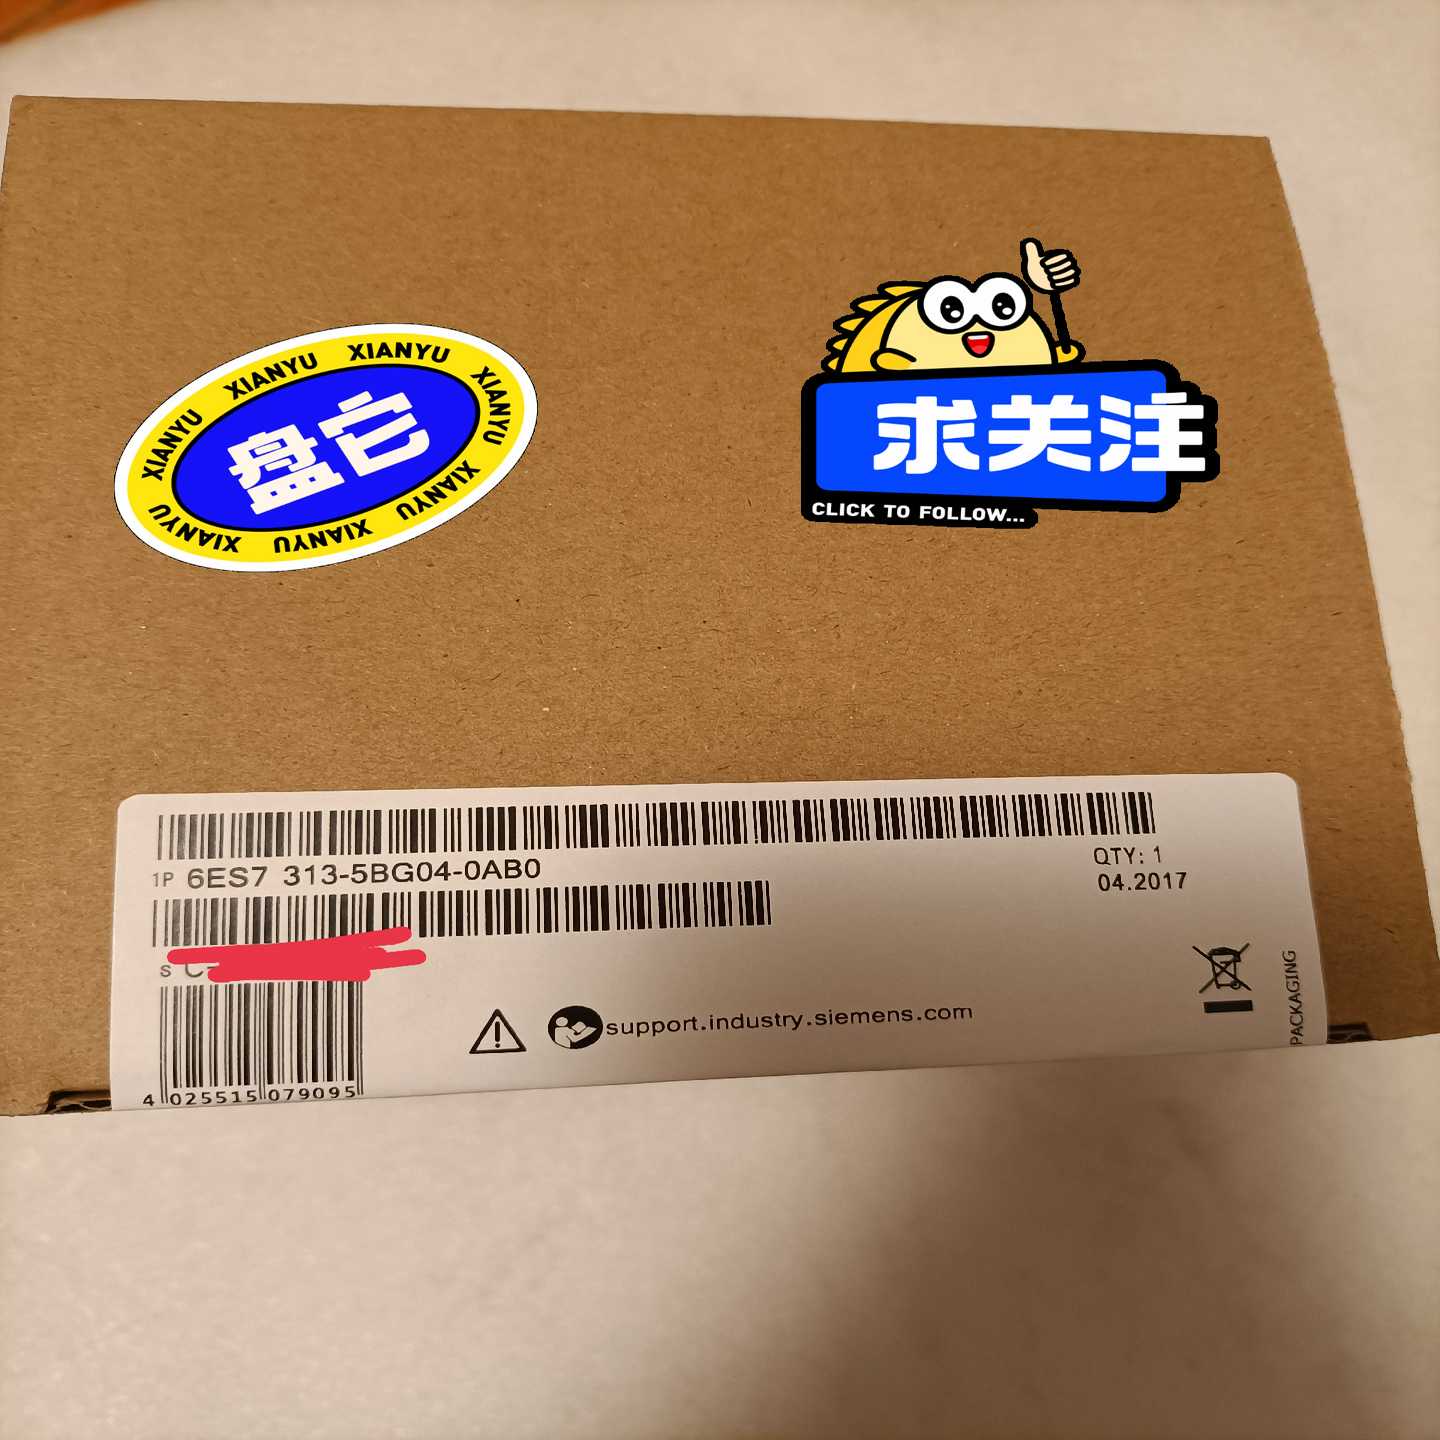 XIANYU XIANYU XIANYU XIANYU XIANYU XIANYU XIANYU XIANYU
盘它
求关注
CLICK TO FOLLOW...
1P 6ES7 313-5BG04-0AB0
QTY: 1
04.2017
S C-
support.industry.siemens.com
PACKAGING
4 025515 079095